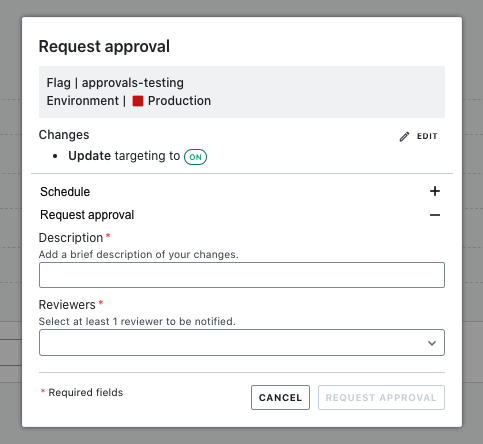 Request approval
Flag | approvals-testing
Environment | Production
Changes
EDIT
• Update targeting to ON
Schedule
Request approval
Description *
Add a brief description of your changes.
Reviewers *
Select at least 1 reviewer to be notified.
* Required fields
CANCEL
REQUEST APPROVAL